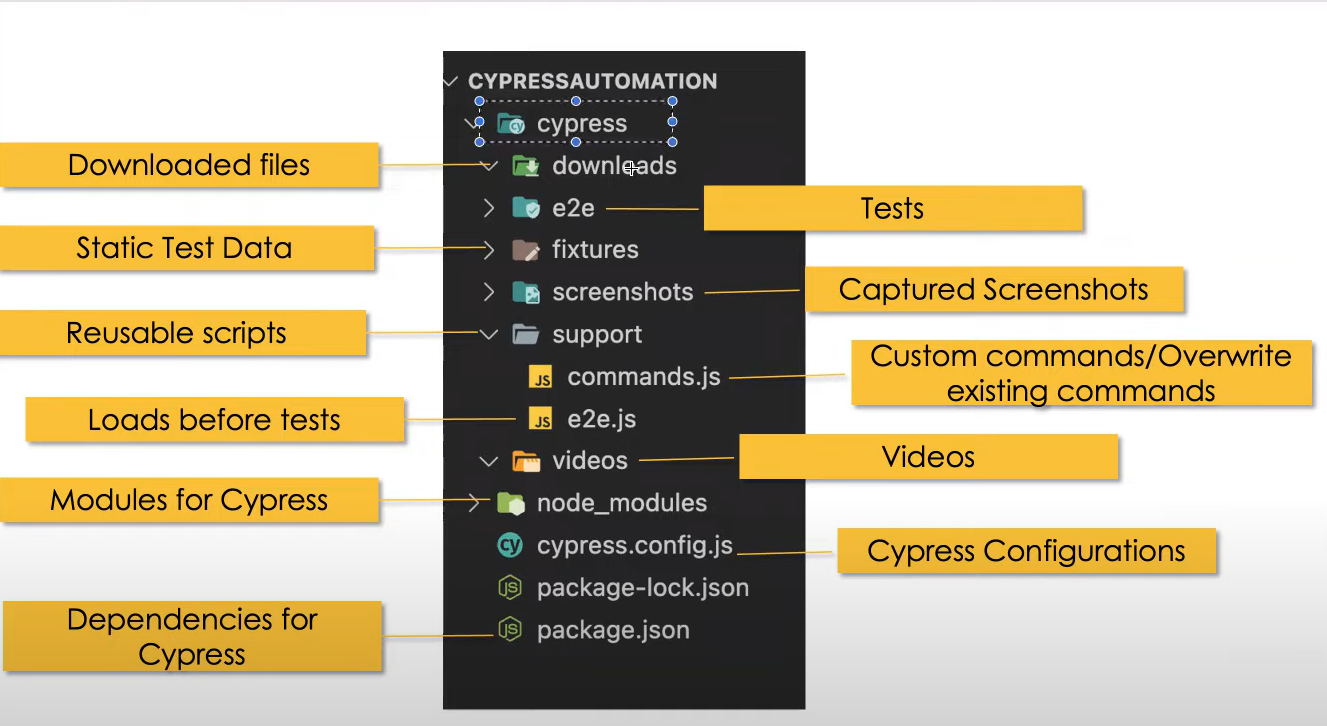 CYPRESSAUTOMATION
cypress
Downloaded files
downloads
e2e
Tests
Static Test Data
fixtures
screenshots
Captured Screenshots
Reusable scripts
support
commands.js
Custom commands/Overwrite
existing commands
Loads before tests
e2e.js
videos
Videos
Modules for Cypress
node_modules
cypress.config.js
Cypress Configurations
package-lock.json
Dependencies for
Cypress
package.json